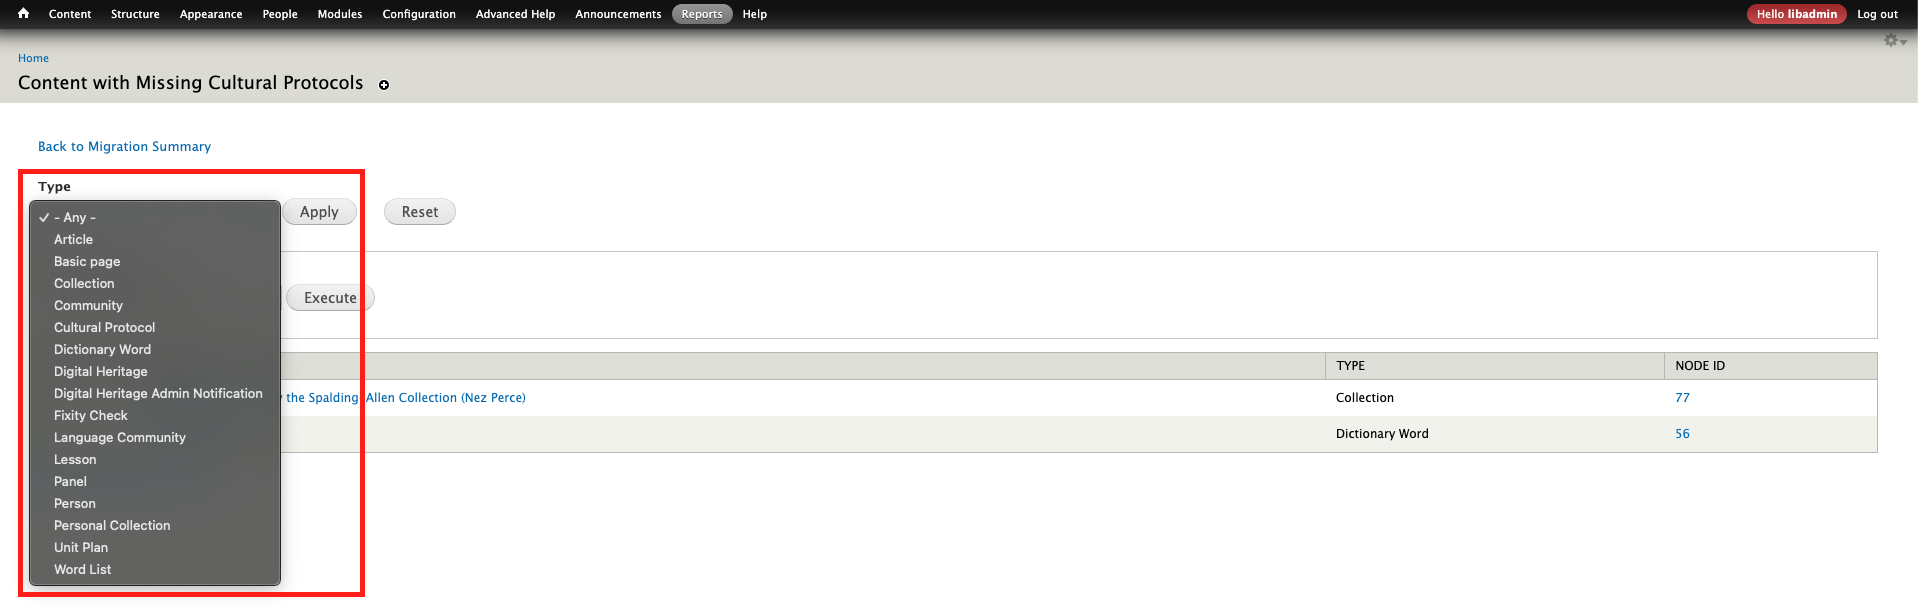 Content Structure Appearance People Modules Configuration Advanced Help Announcements Reports Help Hello libadmin Log out
Home
Content with Missing Cultural Protocols
Back to Migration Summary
Type
✓ - Any -
Apply Reset
Article
Basic page
Collection
Community
Execute
Cultural Protocol
Dictionary Word
TYPE NODE ID
Digital Heritage
Digital Heritage Admin Notification
the Spalding Allen Collection (Nez Perce) Collection 77
Fixity Check
Language Community
Dictionary Word 56
Lesson
Panel
Person
Personal Collection
Unit Plan
Word List